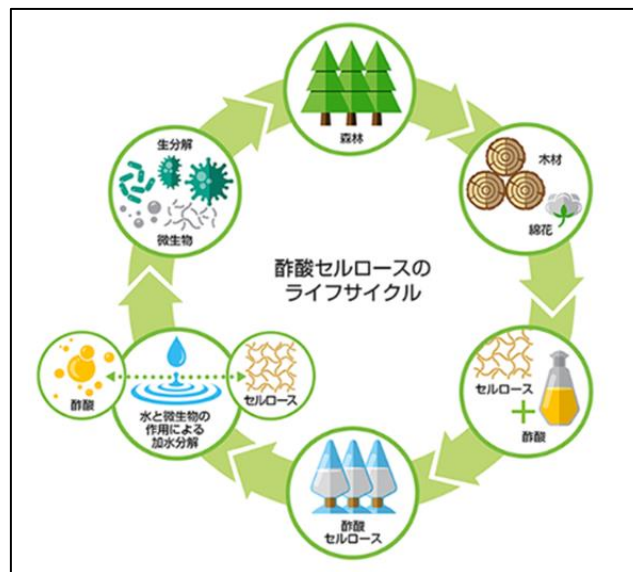 森林
木材
綿花
セルロース
+
酢酸
酢酸
セルロース
水と微生物の
作用による
加水分解
酢酸
セルロース
生分解
微生物
酢酸セルロースの
ライフサイクル